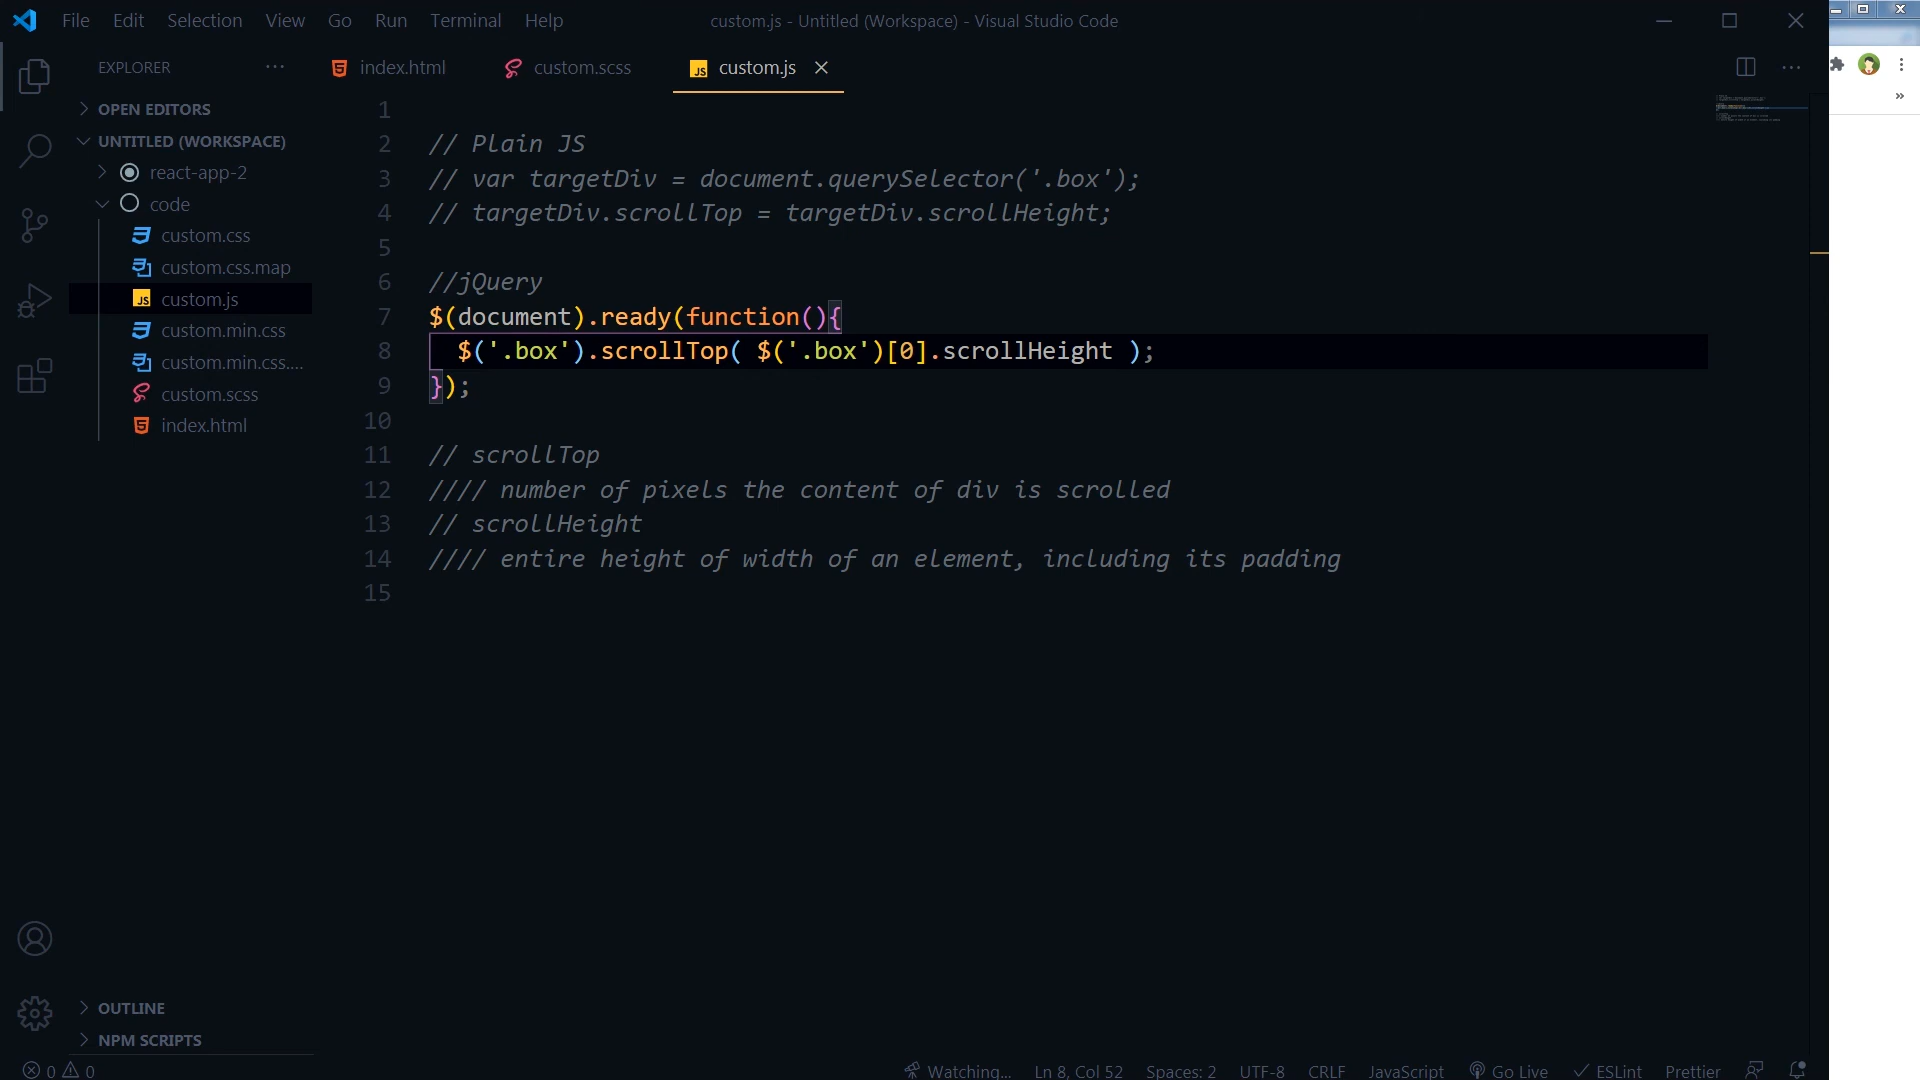 File Edit Selection View Go Run Terminal Help
custom.js - Untitled (Workspace) - Visual Studio Code
EXPLORER
index.html custom.scss custom.js
OPEN EDITORS
UNTITLED (WORKSPACE)
react-app-2
code
custom.css
custom.css.map
custom.js
custom.min.css
custom.min.css....
custom.scss
index.html
1
2 // Plain JS
3 // var targetDiv = document.querySelector('.box');
4 // targetDiv.scrollTop = targetDiv.scrollHeight;
5
6 //jQuery
7 $(document).ready(function(){
8 $('.box').scrollTop( $('.box')[0].scrollHeight );
9 });
10
11 // scrollTop
12 //// number of pixels the content of div is scrolled
13 // scrollHeight
14 //// entire height of width of an element, including its padding
15
OUTLINE
NPM SCRIPTS
0 0 Watching... Ln 8, Col 52 Spaces: 2 UTF-8 CRLF JavaScript Go Live ESLint Prettier